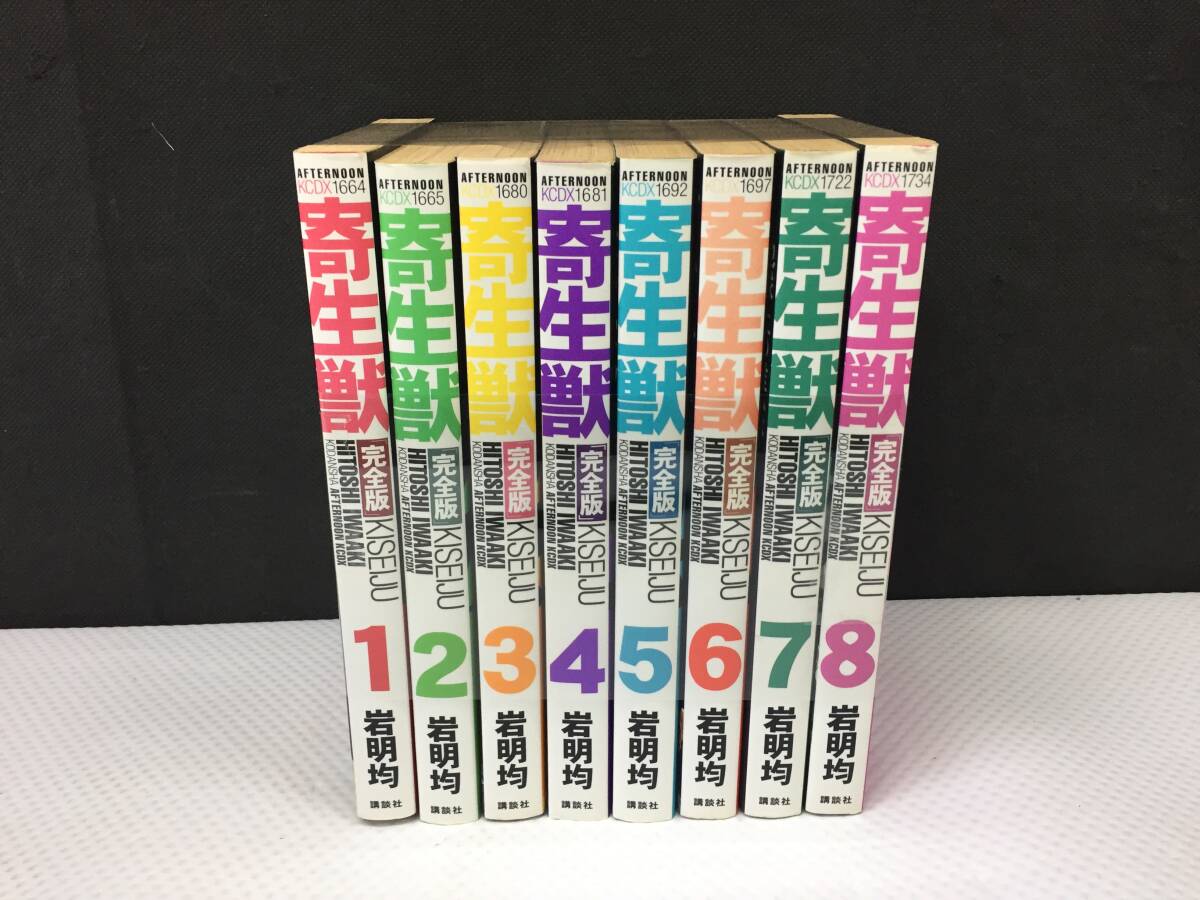 AFTERNOON
KCDX1664
寄生獣
[完全版]
KISEIJU
HITOSHI IWAAKI
KODANSHA AFTERNOON KCDX
1
岩明均
講談社
AFTERNOON
KCDX1665
寄生獣
[完全版]
KISEIJU
HITOSHI IWAAKI
KODANSHA AFTERNOON KCDX
2
岩明均
講談社
AFTERNOON
KCDX1680
寄生獣
[完全版]
KISEIJU
HITOSHI IWAAKI
KODANSHA AFTERNOON KCDX
3
岩明均
講談社
AFTERNOON
KCDX1681
寄生獣
[完全版]
KISEIJU
HITOSHI IWAAKI
KODANSHA AFTERNOON KCDX
4
岩明均
講談社
AFTERNOON
KCDX1692
寄生獣
[完全版]
KISEIJU
HITOSHI IWAAKI
KODANSHA AFTERNOON KCDX
5
岩明均
講談社
AFTERNOON
KCDX1697
寄生獣
[完全版]
KISEIJU
HITOSHI IWAAKI
KODANSHA AFTERNOON KCDX
6
岩明均
講談社
AFTERNOON
KCDX1722
寄生獣
[完全版]
KISEIJU
HITOSHI IWAAKI
KODANSHA AFTERNOON KCDX
7
岩明均
講談社
AFTERNOON
KCDX1734
寄生獣
[完全版]
KISEIJU
HITOSHI IWAAKI
KODANSHA AFTERNOON KCDX
8
岩明均
講談社